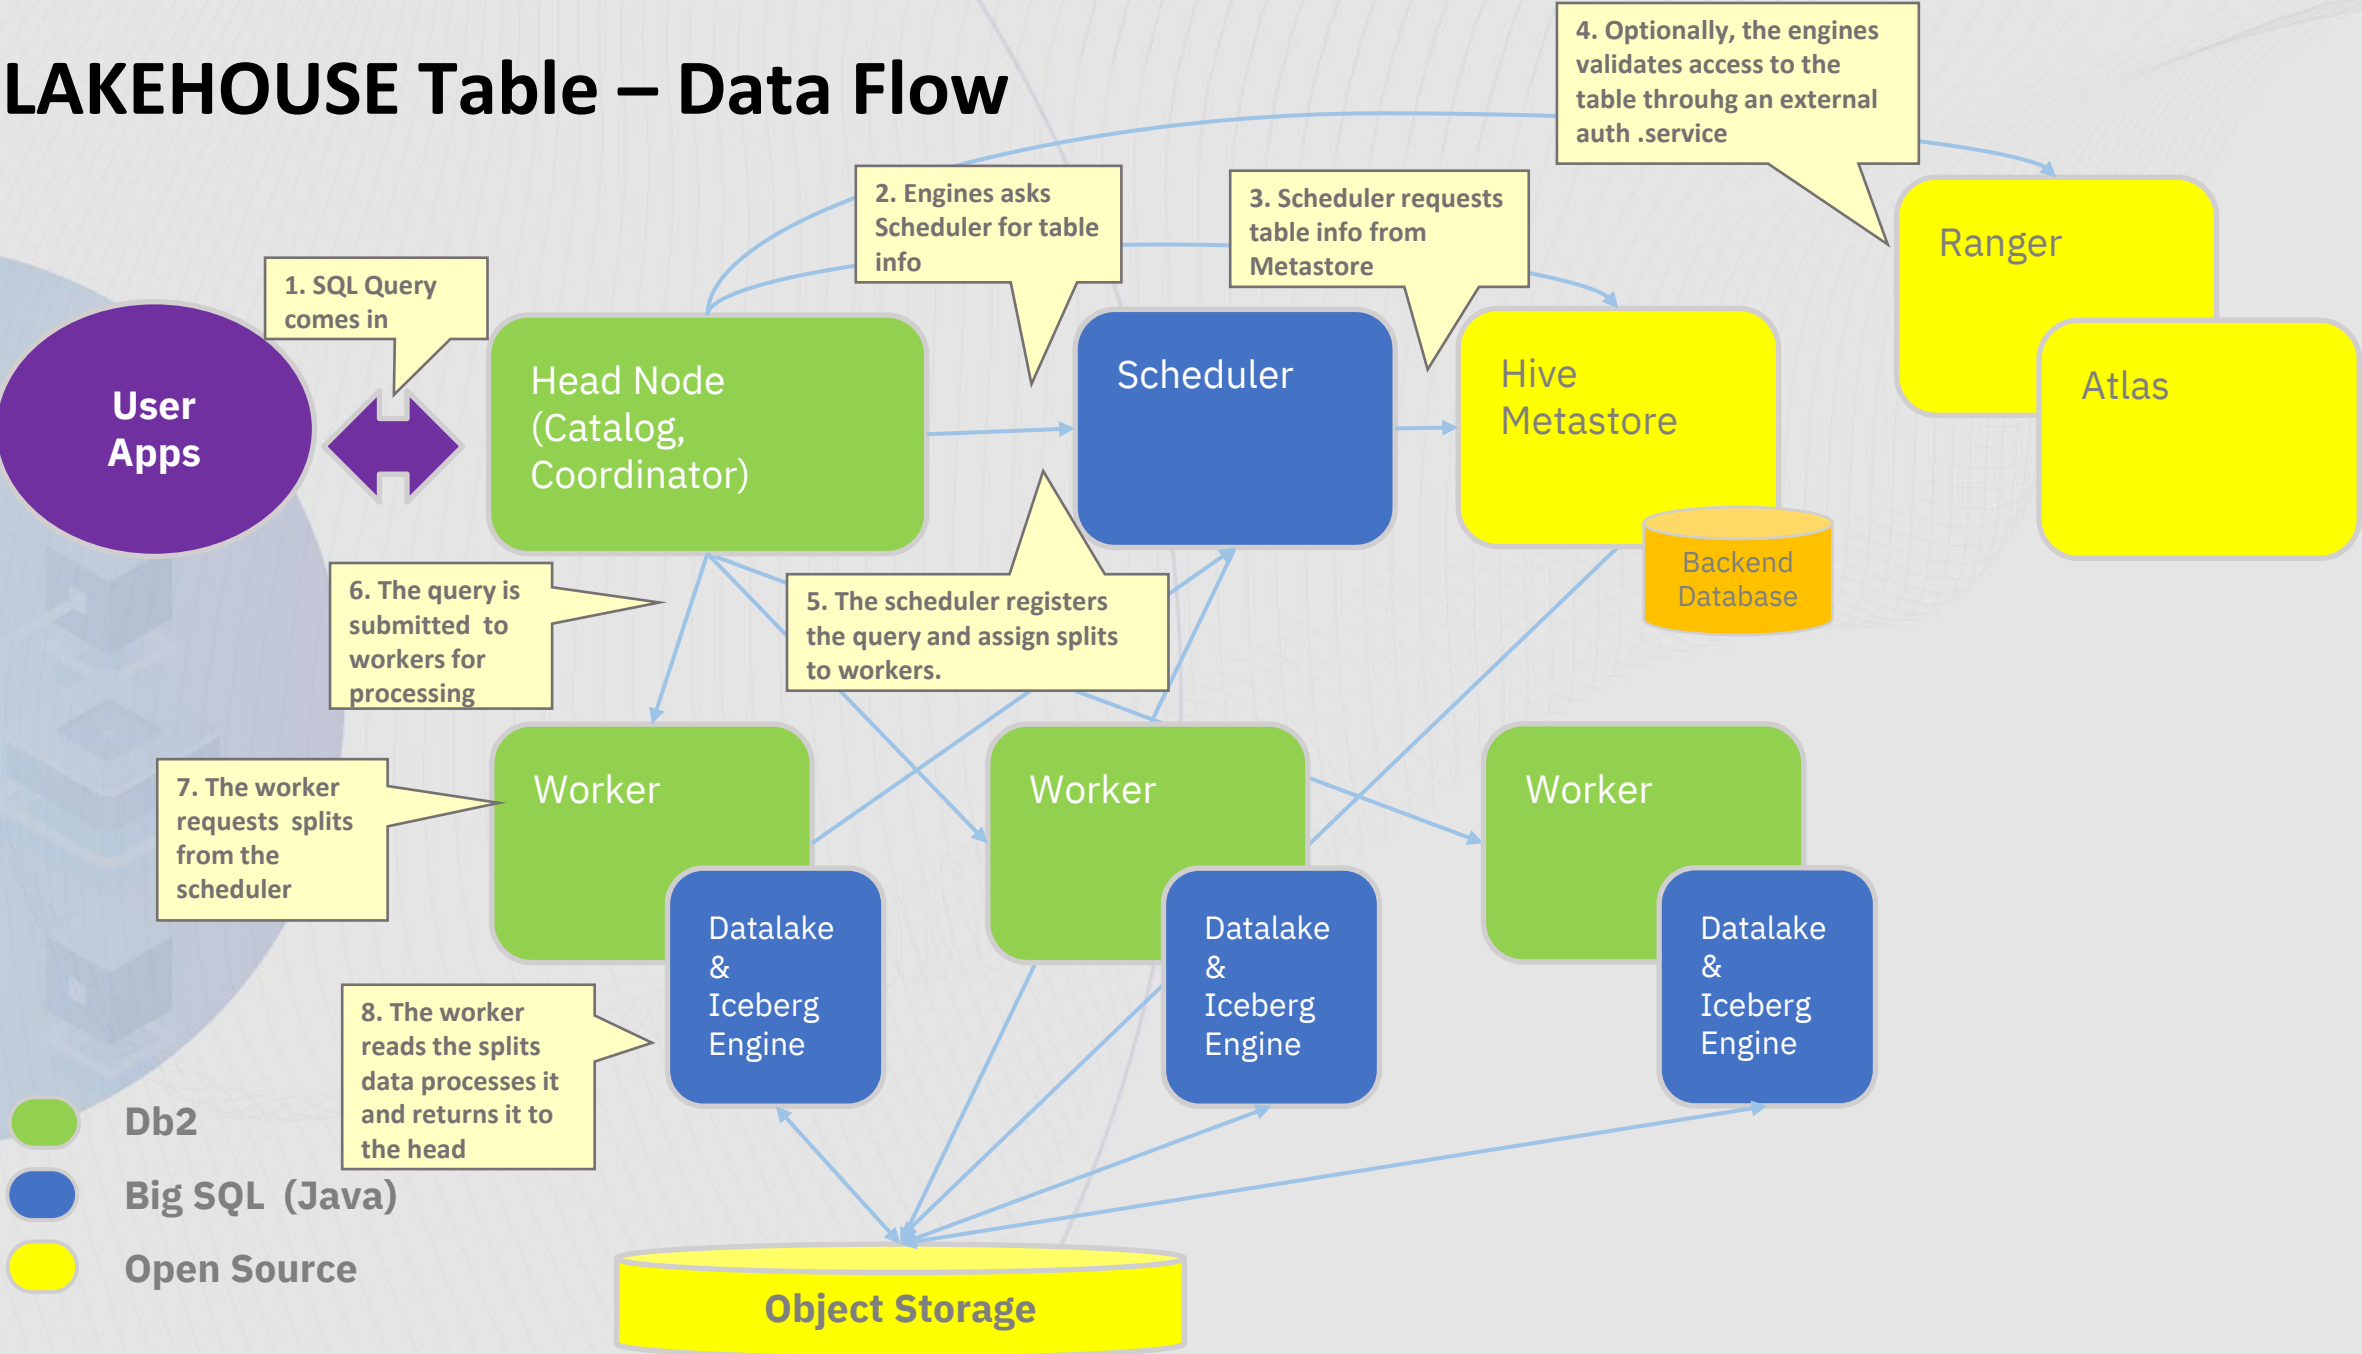 LAKEHOUSE Table – Data Flow
4. Optionally, the engines
validates access to the
table throuhg an external
auth .service
2. Engines asks
Scheduler for table
info
3. Scheduler requests
table info from
Metastore
1. SQL Query
comes in
User
Apps
Head Node
(Catalog,
Coordinator)
Scheduler
Hive
Metastore
Backend
Database
Ranger
Atlas
6. The query is
submitted  to
workers for
processing
5. The scheduler registers
the query and assign splits
to workers.
7. The worker
requests  splits
from the
scheduler
Worker
Datalake
&
Iceberg
Engine
Worker
Datalake
&
Iceberg
Engine
Worker
Datalake
&
Iceberg
Engine
8. The worker
reads the splits
data processes it
and returns it to
the head
Db2
Big SQL  (Java)
Open Source
Object Storage